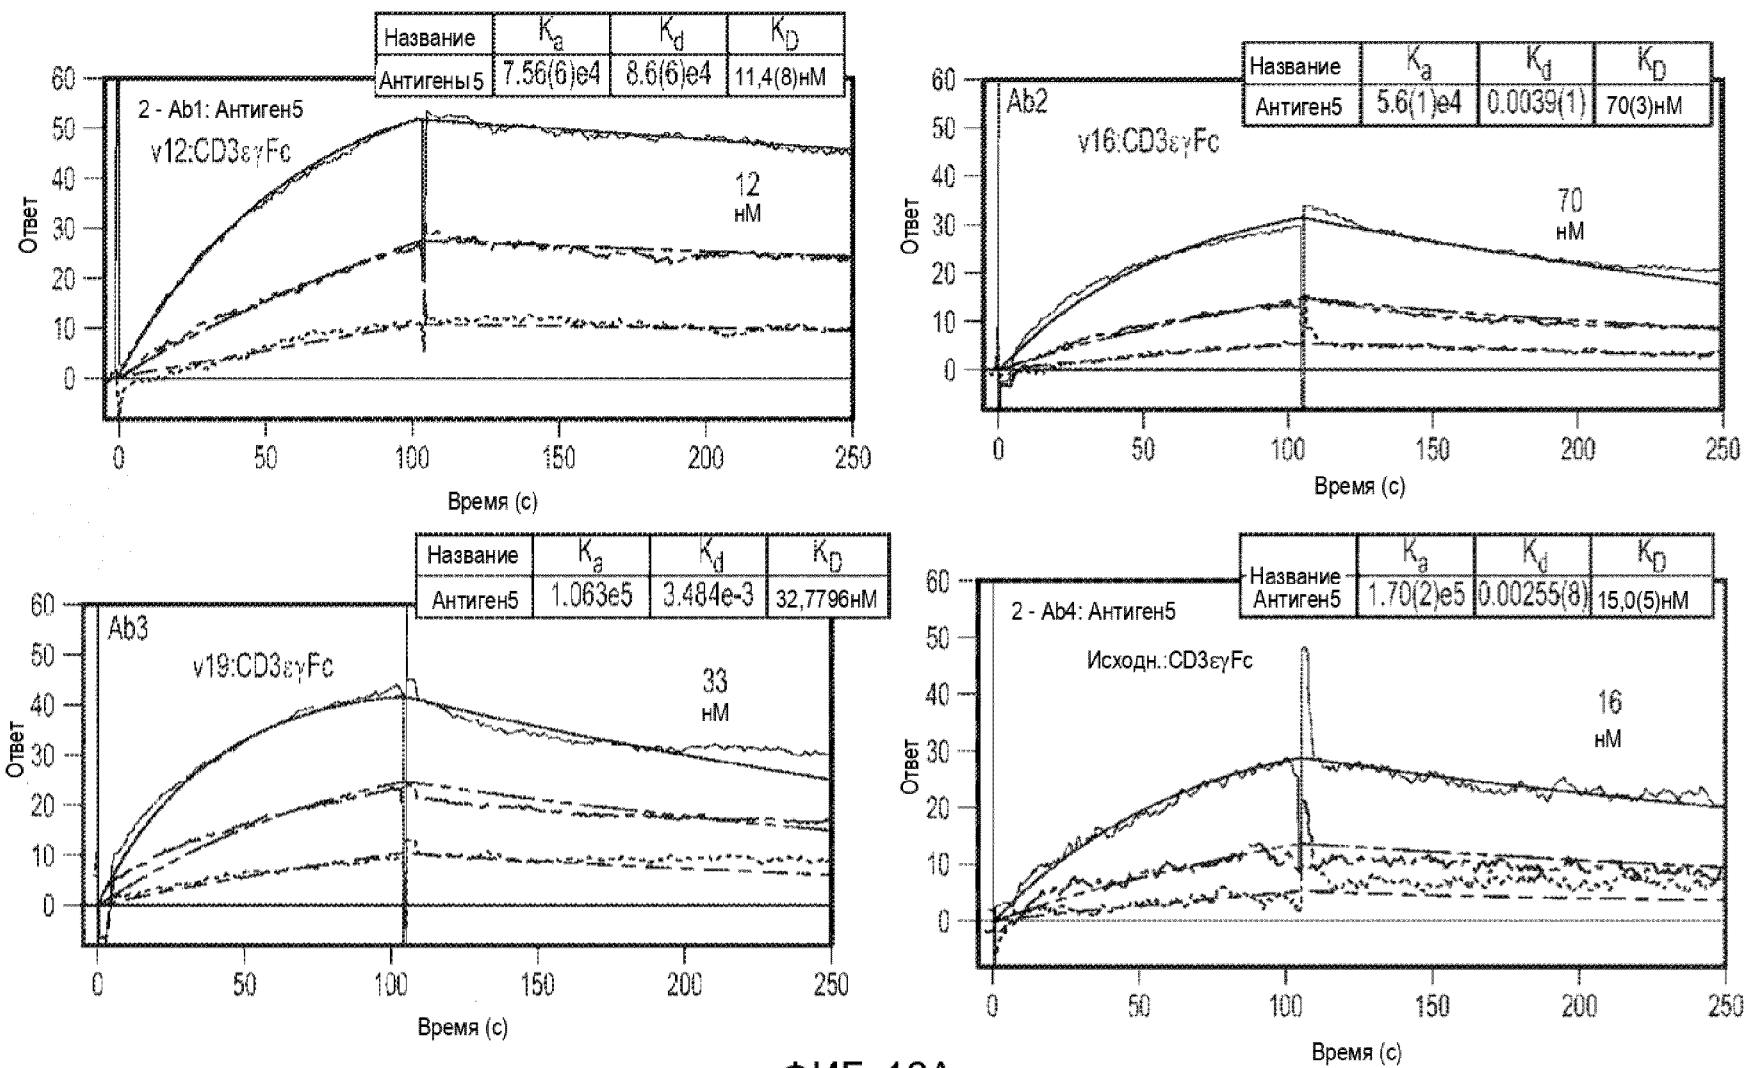 Название Ka Kd KD
Антигены5 7.56(6)e4 8.6(6)e4 11,4(8)нМ
2 - Ab1: Антиген5
v12:CD3εγFc
12
нМ
Ответ
60
50
40
30
20
10
0
0 50 100 150 200 250
Время (с)
Название Ka Kd KD
Антиген5 5.6(1)e4 0.0039(1) 70(3)нМ
Ab2
v16:CD3εγFc
70
нМ
Ответ
60
50
40
30
20
10
0
0 50 100 150 200 250
Время (с)
Название Ka Kd KD
Антиген5 1.063e5 3.484e-3 32,7796нМ
Ab3
v19:CD3εγFc
33
нМ
Ответ
60
50
40
30
20
10
0
0 50 100 150 200 250
Время (с)
Название Ka Kd KD
Антиген5 1.70(2)e5 0.00255(8) 15,0(5)нМ
2 - Ab4: Антиген5
Исходн.:CD3εγFc
16
нМ
Ответ
60
50
40
30
20
10
0
0 50 100 150 200 250
Время (с)